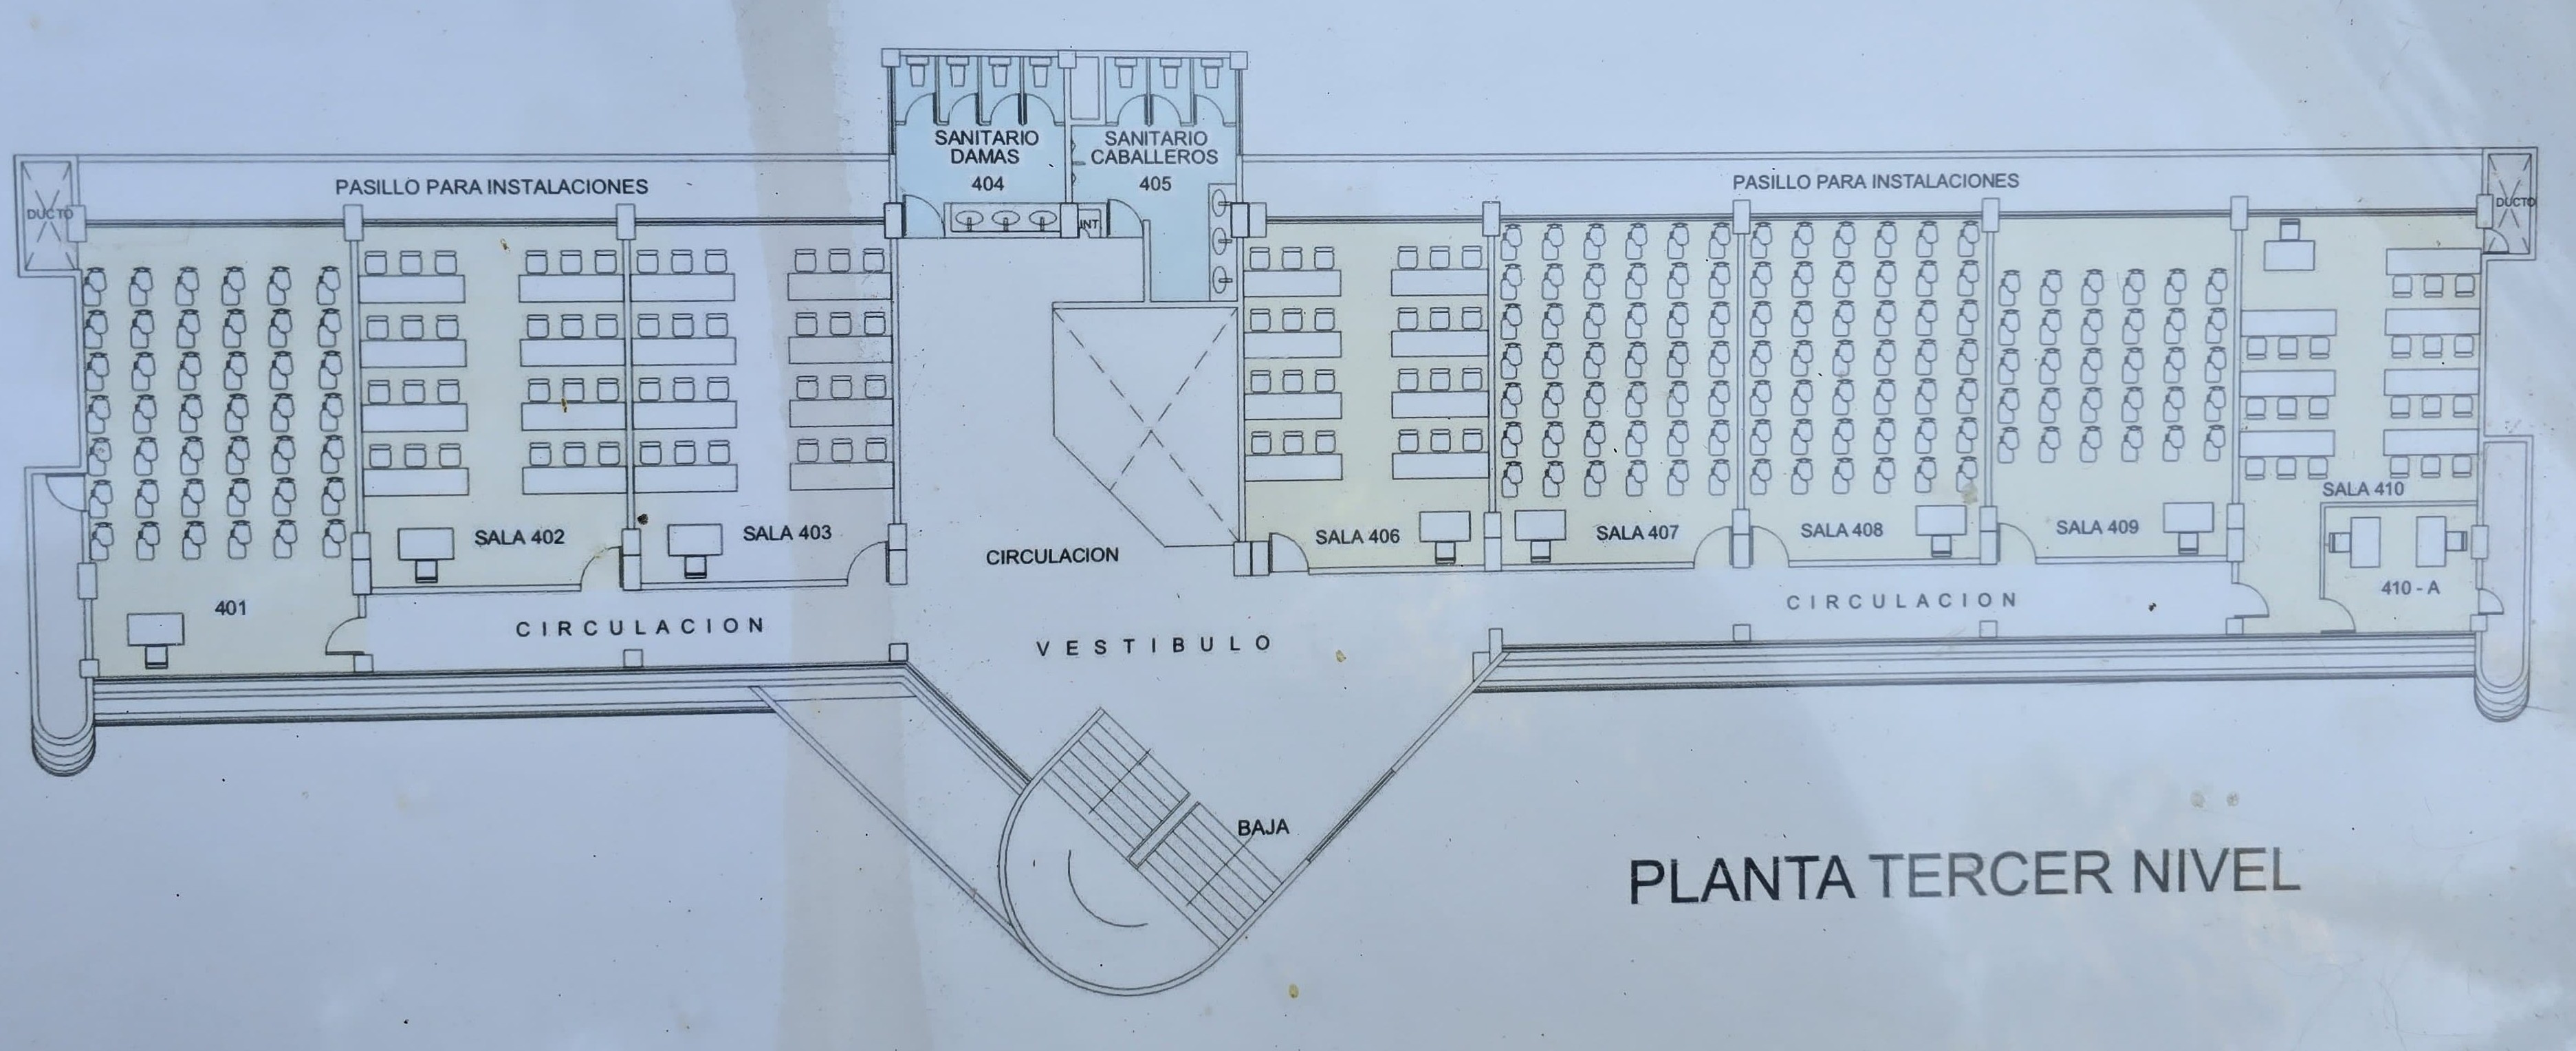 SANITARIO
DAMAS
404
SANITARIO
CABALLEROS
405
PASILLO PARA INSTALACIONES
PASILLO PARA INSTALACIONES
DUCTO
INT
DUCTO
401
SALA 402
SALA 403
CIRCULACION
SALA 406
SALA 407
SALA 408
SALA 409
SALA 410
410 - A
CIRCULACION
VESTIBULO
CIRCULACION
BAJA
PLANTA TERCER NIVEL